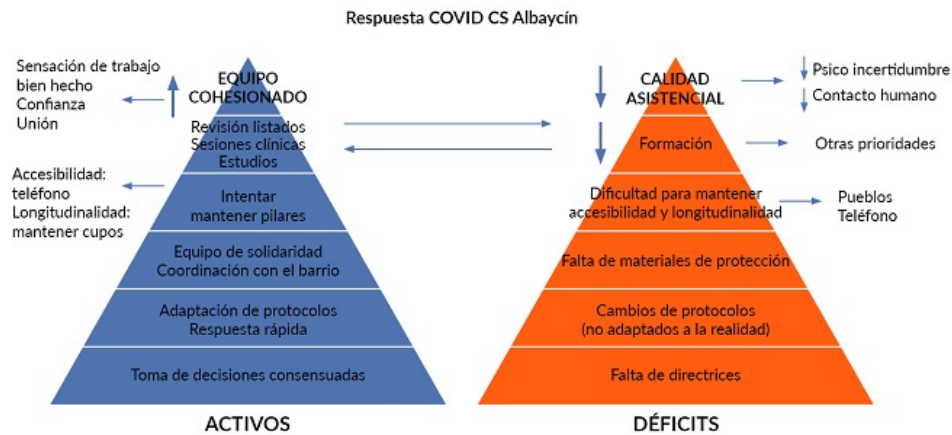 Respuesta COVID CS Albaycín
Sensación de trabajo
bien hecho
Confianza
Unión
Accesibilidad:
teléfono
Longitudinalidad:
mantener cupos
EQUIPO
COHESIONADO
Revisión listados
Sesiones clínicas
Estudios
Intentar
mantener pilares
Equipo de solidaridad
Coordinación con el barrio
Adaptación de protocolos
Respuesta rápida
Toma de decisiones consensuadas
ACTIVOS
CALIDAD
ASISTENCIAL
Formación
Dificultad para mantener
accesibilidad y longitudinalidad
Falta de materiales de protección
Cambios de protocolos
(no adaptados a la realidad)
Falta de directrices
DÉFICITS
Psico incertidumbre
Contacto humano
Otras prioridades
Pueblos
Teléfono